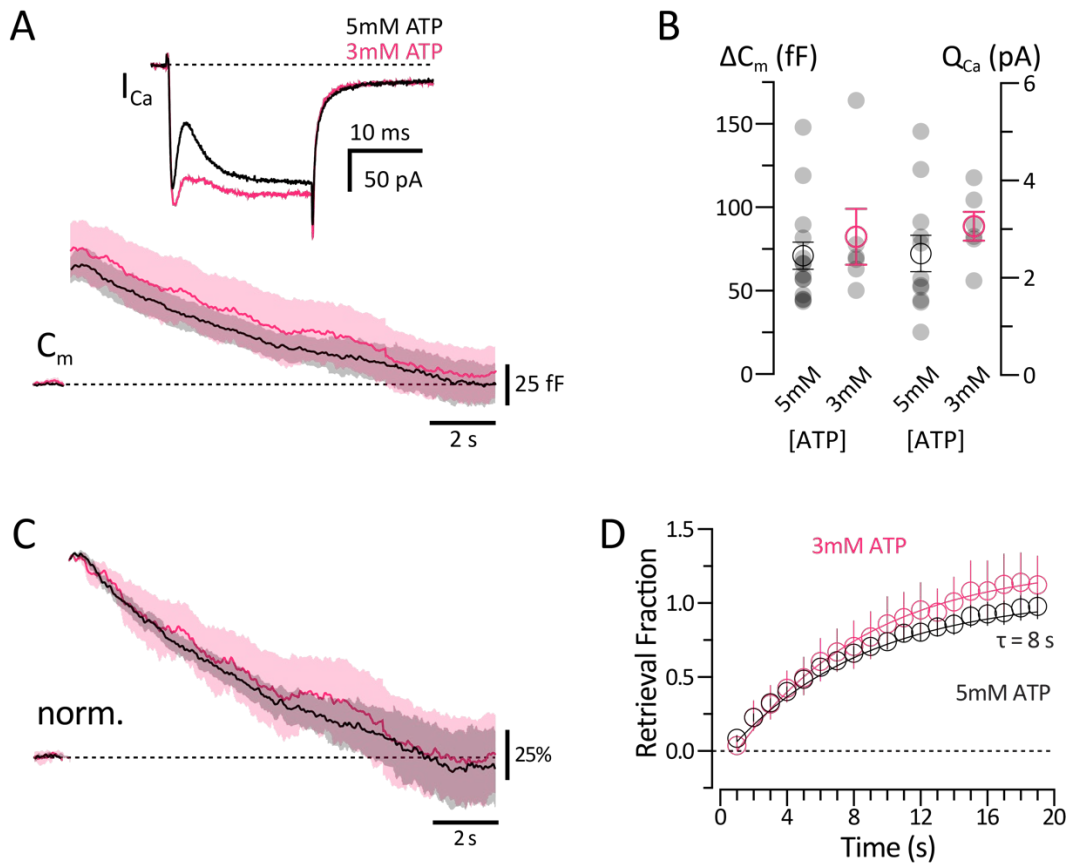 A
5mM ATP
3mM ATP
I Ca
10 ms
50 pA
C m
25 fF
2 s
B
ΔC m (fF)
Q Ca (pA)
150
100
50
0
6
4
2
0
5mM
3mM
5mM
3mM
[ATP]
[ATP]
C
norm.
25%
2 s
D
Retrieval Fraction
1.5
1.0
0.5
0.0
3mM ATP
τ = 8 s
5mM ATP
0
4
8
12
16
20
Time (s)